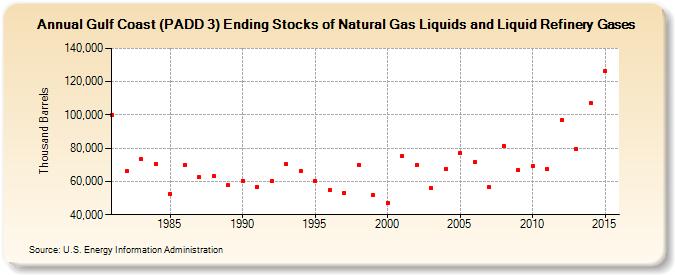 Annual Gulf Coast (PADD 3) Ending Stocks of Natural Gas Liquids and Liquid Refinery Gases
Thousand Barrels
140,000
120,000
100,000
80,000
60,000
40,000
1985 1990 1995 2000 2005 2010 2015
Source: U.S. Energy Information Administration